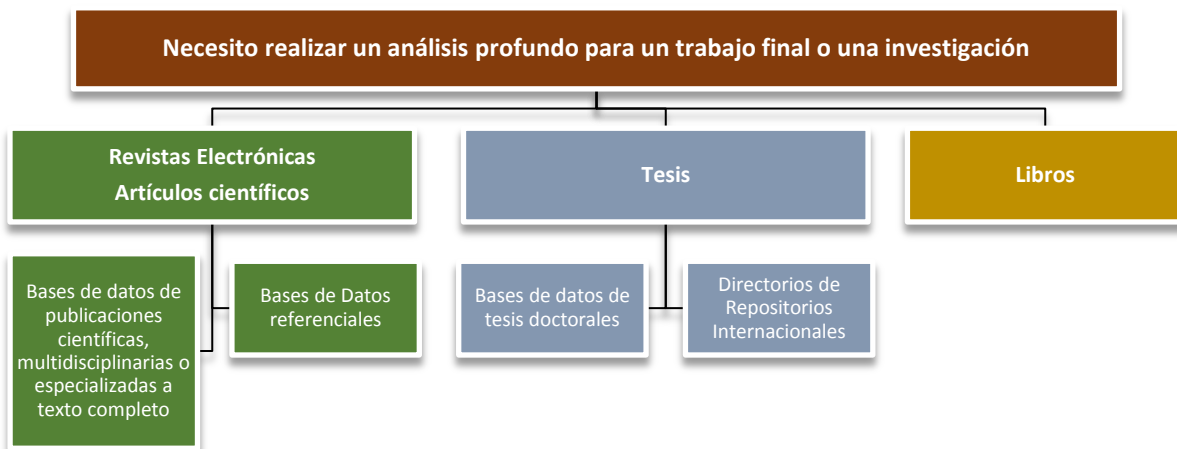 Necesito realizar un análisis profundo para un trabajo final o una investigación
Revistas Electrónicas
Artículos científicos
Tesis
Libros
Bases de datos de
publicaciones
científicas,
multidisciplinarias o
especializadas a
texto completo
Bases de Datos
referenciales
Bases de datos de
tesis doctorales
Directorios de
Repositorios
Internacionales